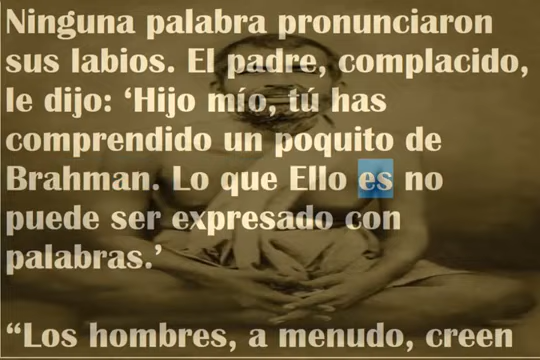 Ninguna palabra pronunciaron
sus labios. El padre, complacido,
le dijo: ‘Hijo mío, tú has
comprendido un poquito de
Brahman. Lo que Ello es no
puede ser expresado con
palabras.’
“Los hombres, a menudo, creen